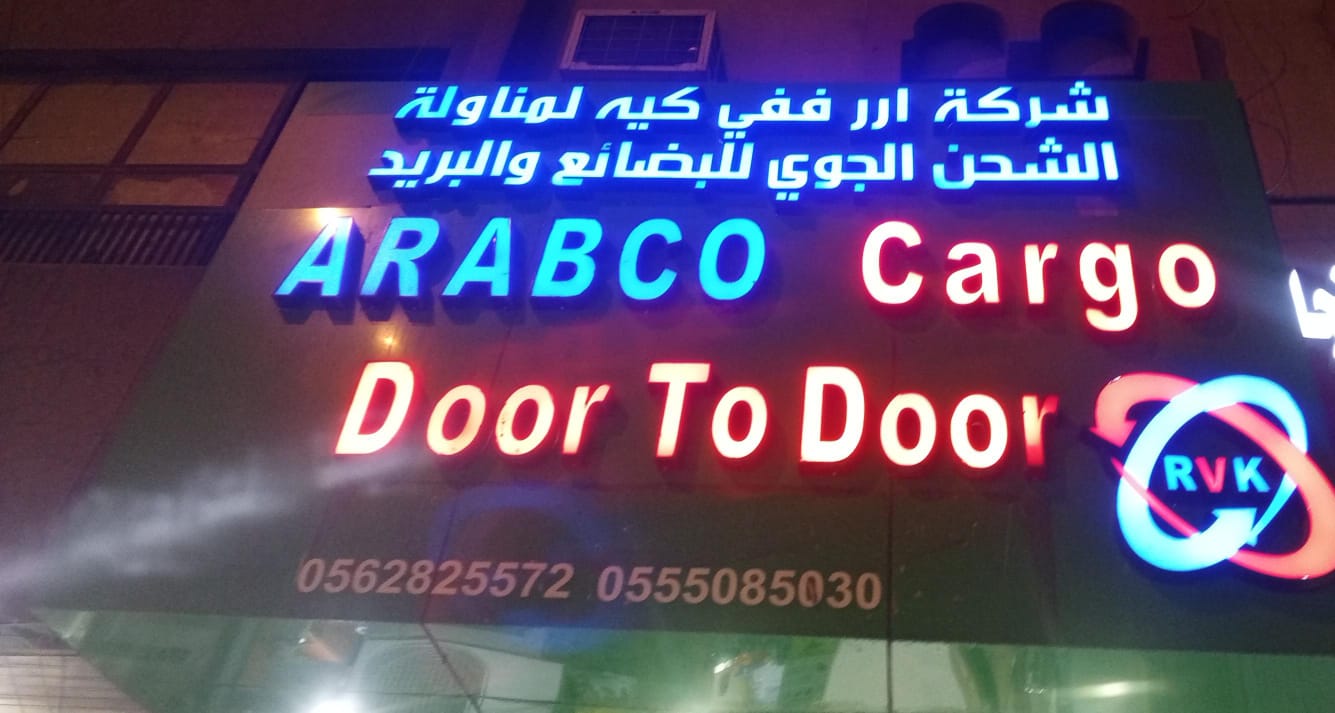 شركة ارر ففي كيه لمناولة
الشحن الجوي للبضائع والبريد
ARABCO Cargo
Door To Door
RVK
0562825572 0555085030